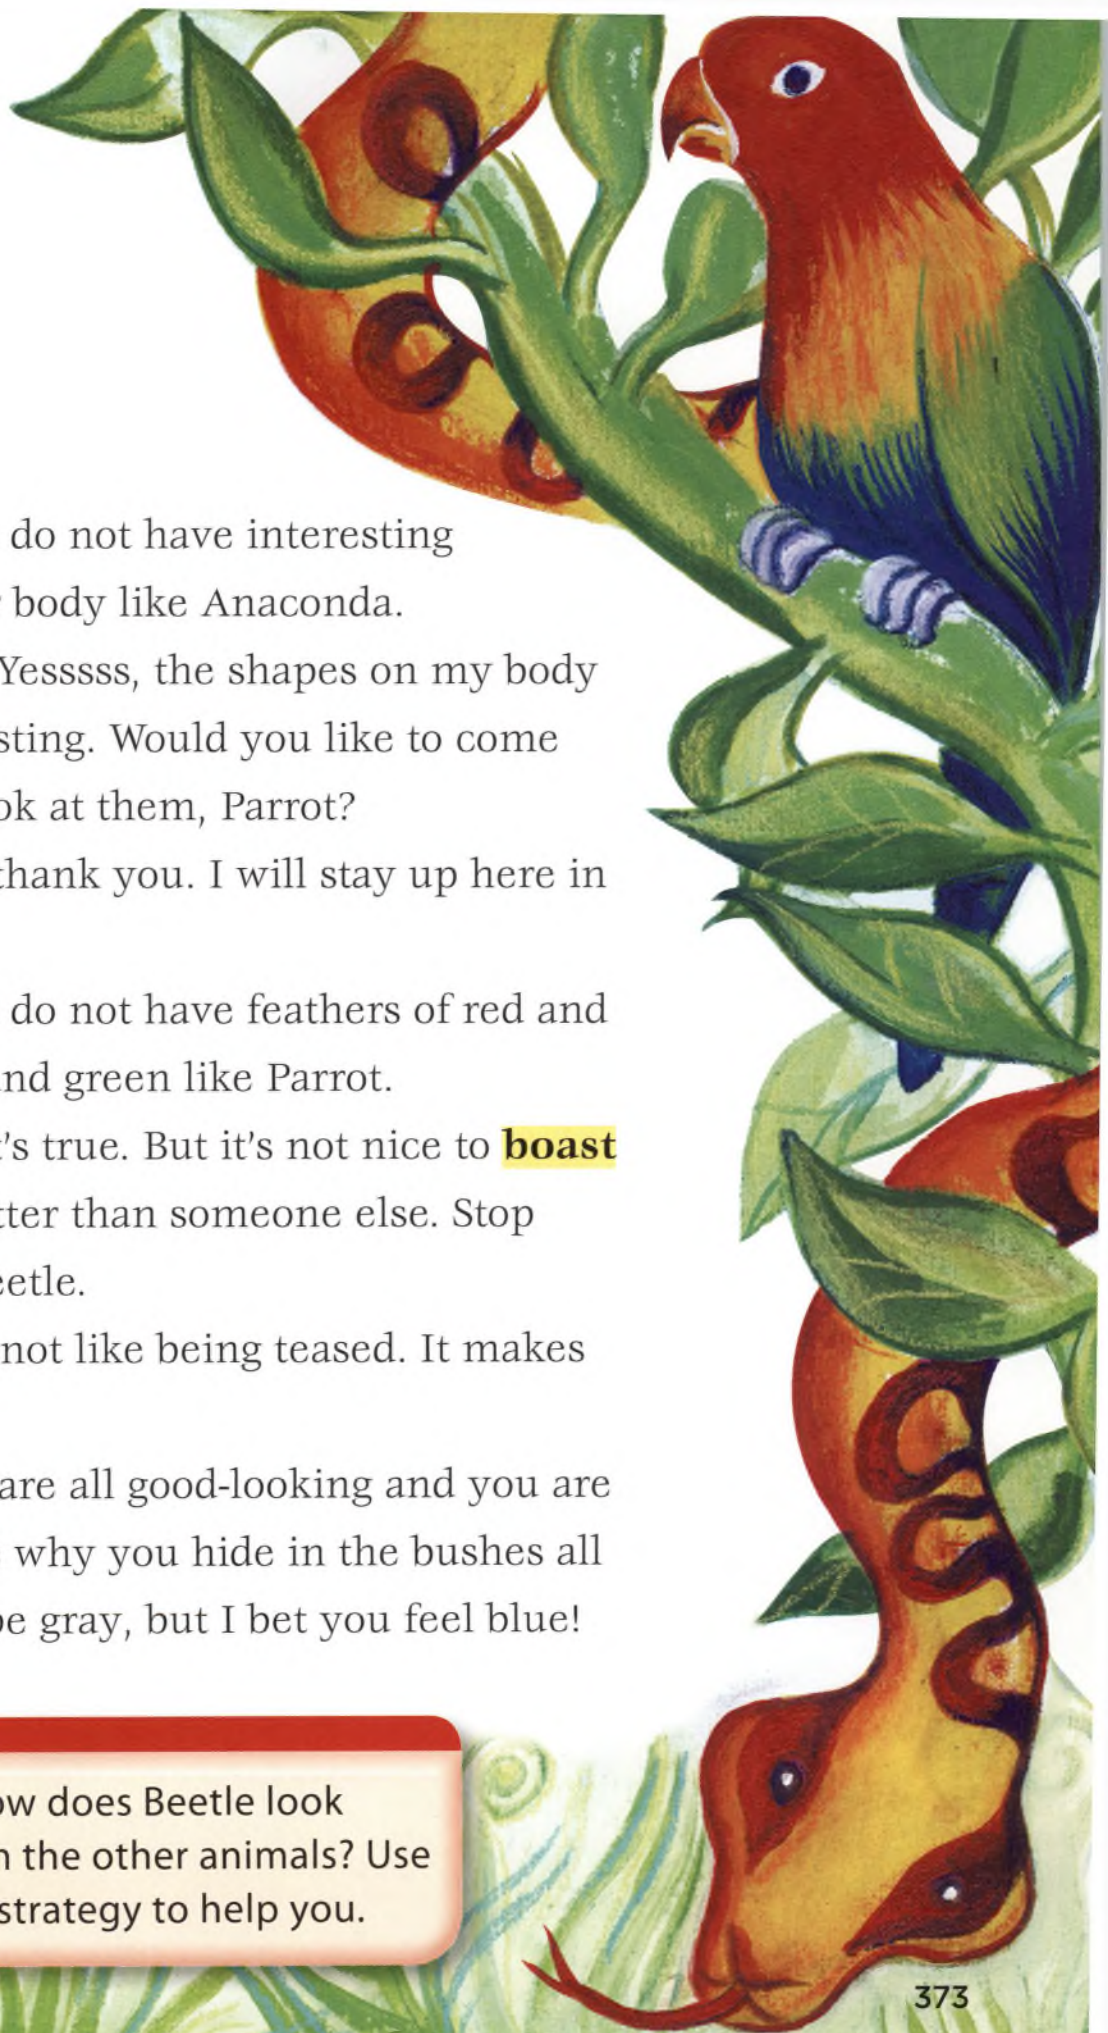 do not have interesting
body like Anaconda.
Yesssss, the shapes on my body
sting. Would you like to come
ok at them, Parrot?
thank you. I will stay up here in
do not have feathers of red and
nd green like Parrot.
t's true. But it's not nice to boast
tter than someone else. Stop
eetle.
not like being teased. It makes
are all good-looking and you are
why you hide in the bushes all
be gray, but I bet you feel blue!
ow does Beetle look
n the other animals? Use
strategy to help you.
373